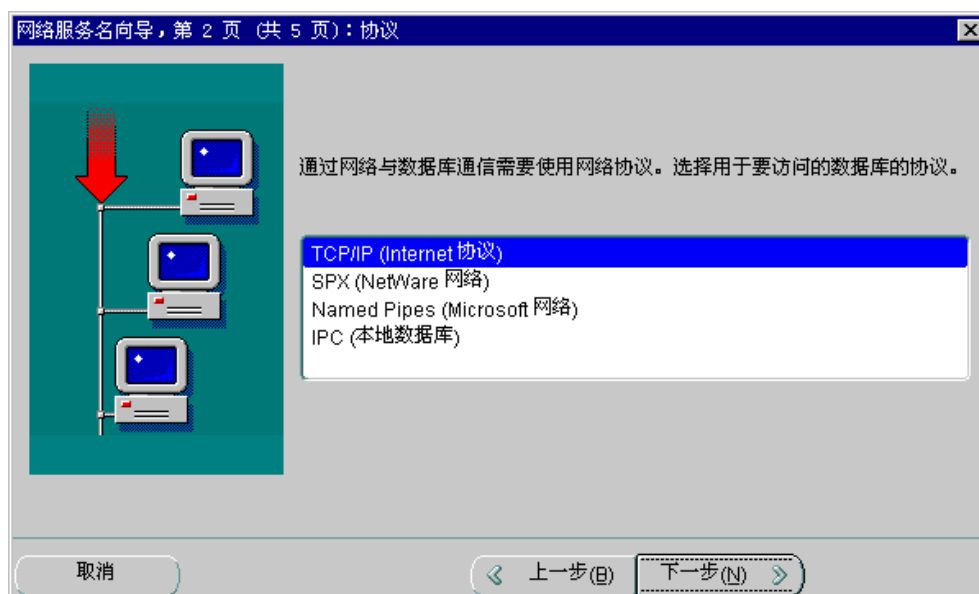 网络服务名向导，第 2 页 (共 5 页)：协议
通过网络与数据库通信需要使用网络协议。选择用于要访问的数据库的协议。
TCP/IP (Internet 协议)
SPX (NetWare 网络)
Named Pipes (Microsoft 网络)
IPC (本地数据库)
取消
上一步(B)
下一步(N)